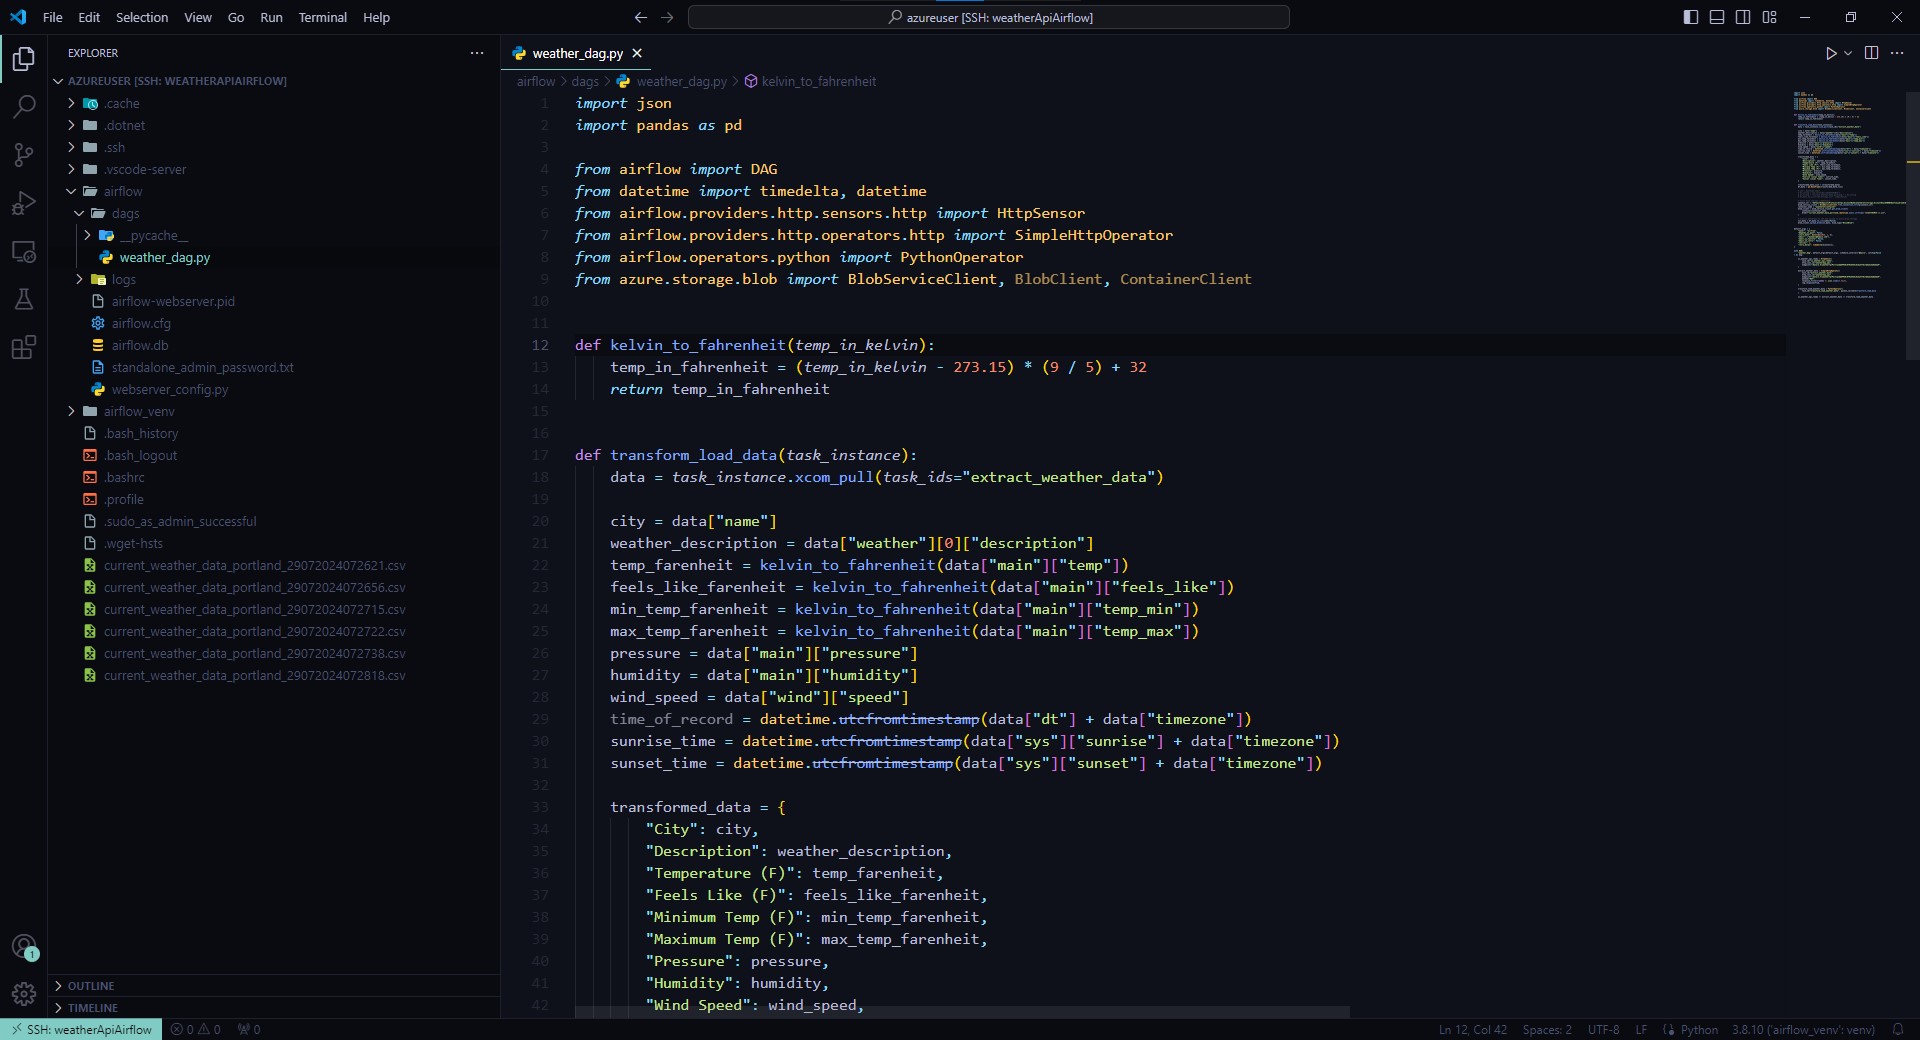 File Edit Selection View Go Run Terminal Help
azureuser [SSH: weatherApiAirflow]
EXPLORER
AZUREUSER [SSH: WEATHERAPIAIRFLOW]
.cache
.dotnet
.ssh
.vscode-server
airflow
dags
__pycache__
weather_dag.py
logs
airflow-webserver.pid
airflow.cfg
airflow.db
standalone_admin_password.txt
webserver_config.py
airflow_venv
.bash_history
.bash_logout
.bashrc
.profile
.sudo_as_admin_successful
.wget-hsts
current_weather_data_portland_29072024072621.csv
current_weather_data_portland_29072024072656.csv
current_weather_data_portland_29072024072715.csv
current_weather_data_portland_29072024072722.csv
current_weather_data_portland_29072024072738.csv
current_weather_data_portland_29072024072818.csv
1
OUTLINE
TIMELINE
weather_dag.py
airflow > dags > weather_dag.py > kelvin_to_fahrenheit
1 import json
2 import pandas as pd
3
4 from airflow import DAG
5 from datetime import timedelta, datetime
6 from airflow.providers.http.sensors.http import HttpSensor
7 from airflow.providers.http.operators.http import SimpleHttpOperator
8 from airflow.operators.python import PythonOperator
9 from azure.storage.blob import BlobServiceClient, BlobClient, ContainerClient
10
11
12 def kelvin_to_fahrenheit(temp_in_kelvin):
13 temp_in_fahrenheit = (temp_in_kelvin - 273.15) * (9 / 5) + 32
14 return temp_in_fahrenheit
15
16
17 def transform_load_data(task_instance):
18 data = task_instance.xcom_pull(task_ids="extract_weather_data")
19
20 city = data["name"]
21 weather_description = data["weather"][0]["description"]
22 temp_farenheit = kelvin_to_fahrenheit(data["main"]["temp"])
23 feels_like_farenheit = kelvin_to_fahrenheit(data["main"]["feels_like"])
24 min_temp_farenheit = kelvin_to_fahrenheit(data["main"]["temp_min"])
25 max_temp_farenheit = kelvin_to_fahrenheit(data["main"]["temp_max"])
26 pressure = data["main"]["pressure"]
27 humidity = data["main"]["humidity"]
28 wind_speed = data["wind"]["speed"]
29 time_of_record = datetime.utcfromtimestamp(data["dt"] + data["timezone"])
30 sunrise_time = datetime.utcfromtimestamp(data["sys"]["sunrise"] + data["timezone"])
31 sunset_time = datetime.utcfromtimestamp(data["sys"]["sunset"] + data["timezone"])
32
33 transformed_data = {
34 "City": city,
35 "Description": weather_description,
36 "Temperature (F)": temp_farenheit,
37 "Feels Like (F)": feels_like_farenheit,
38 "Minimum Temp (F)": min_temp_farenheit,
39 "Maximum Temp (F)": max_temp_farenheit,
40 "Pressure": pressure,
41 "Humidity": humidity,
42 "Wind Speed": wind_speed,
SSH: weatherApiAirflow 0 0 0 Ln 12, Col 42 Spaces: 2 UTF-8 LF Python 3.8.10 ('airflow_venv': venv)